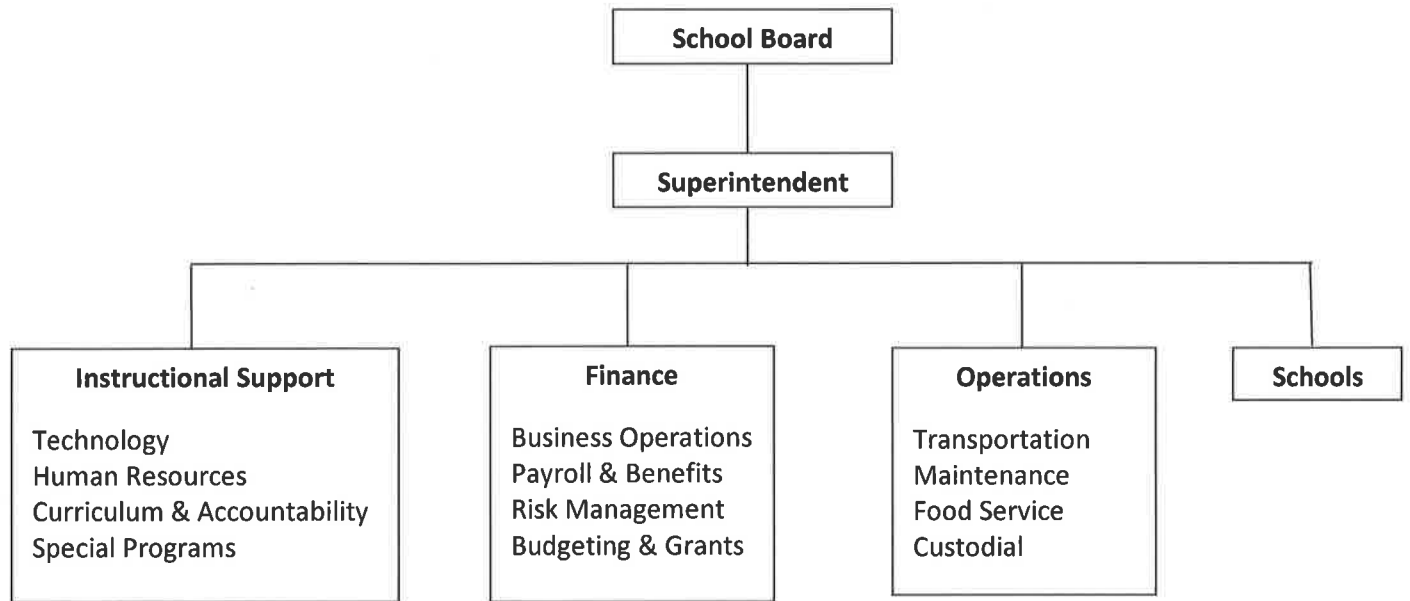 School Board
Superintendent
Instructional Support
Technology
Human Resources
Curriculum & Accountability
Special Programs
Finance
Business Operations
Payroll & Benefits
Risk Management
Budgeting & Grants
Operations
Transportation
Maintenance
Food Service
Custodial
Schools